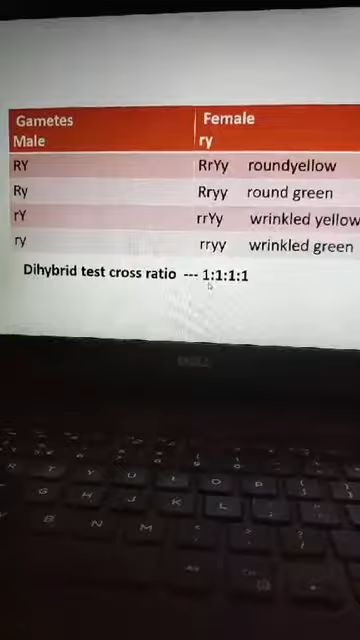 Gametes Female
Male ry
RY RrYy roundyellow
Ry Rryy round green
rY rrYy wrinkled yellow
ry rryy wrinkled green
Dihybrid test cross ratio --- 1:1:1:1
DELL
R T Y U I O P
G H J K L
B N M